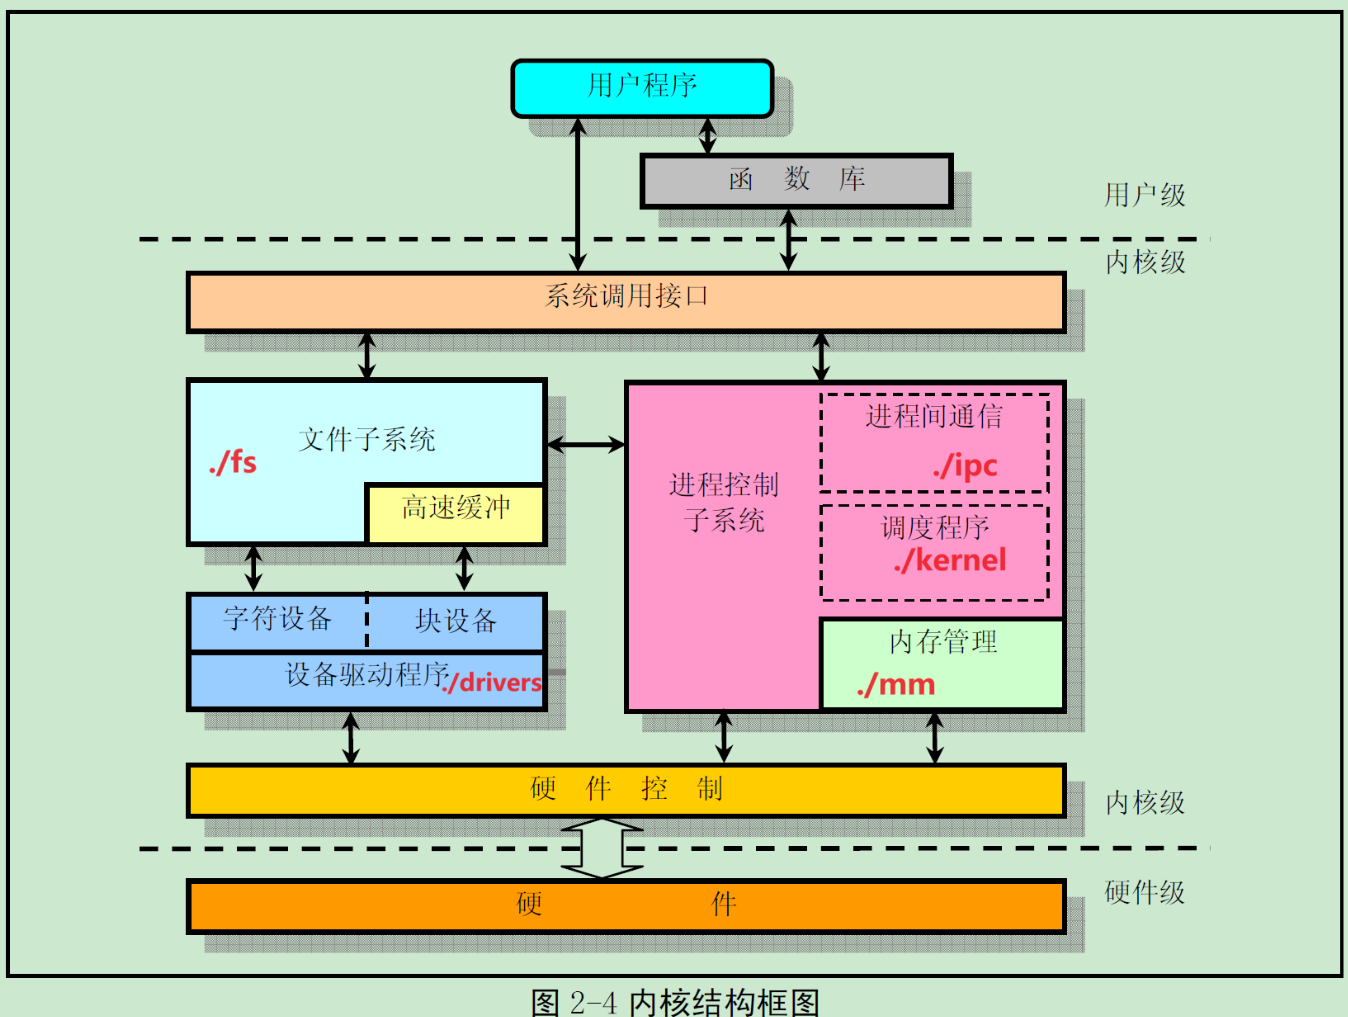 用户程序
函 数 库
用户级
内核级
系统调用接口
文件子系统
./fs
高速缓冲
进程控制
子系统
进程间通信
./ipc
调度程序
./kernel
内存管理
./mm
字符设备
块设备
设备驱动程序./drivers
硬 件 控 制
内核级
硬件级
硬 件
图 2-4 内核结构框图